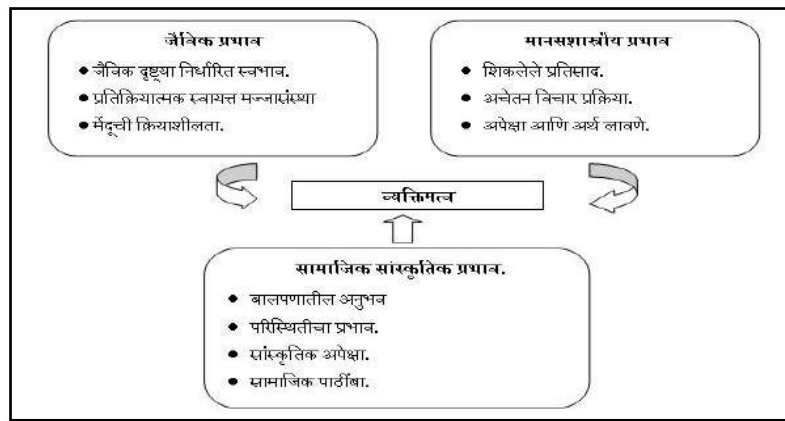 जैविक प्रभाव
● जैविक दृष्ट्या निर्धारित स्वभाव.
● प्रतिक्रियात्मक स्वायत्त मज्जासंस्था
● मेंदूची क्रियाशीलता.
मानसशास्त्रीय प्रभाव
● शिकलेले प्रतिसाद.
● अचेतन विचार प्रक्रिया.
● अपेक्षा आणि अर्थ लावणे.
व्यक्तिमत्व
सामाजिक सांस्कृतिक प्रभाव.
● बालपणातील अनुभव
● परिस्थितीचा प्रभाव.
● सांस्कृतिक अपेक्षा.
● सामाजिक पाठींबा.